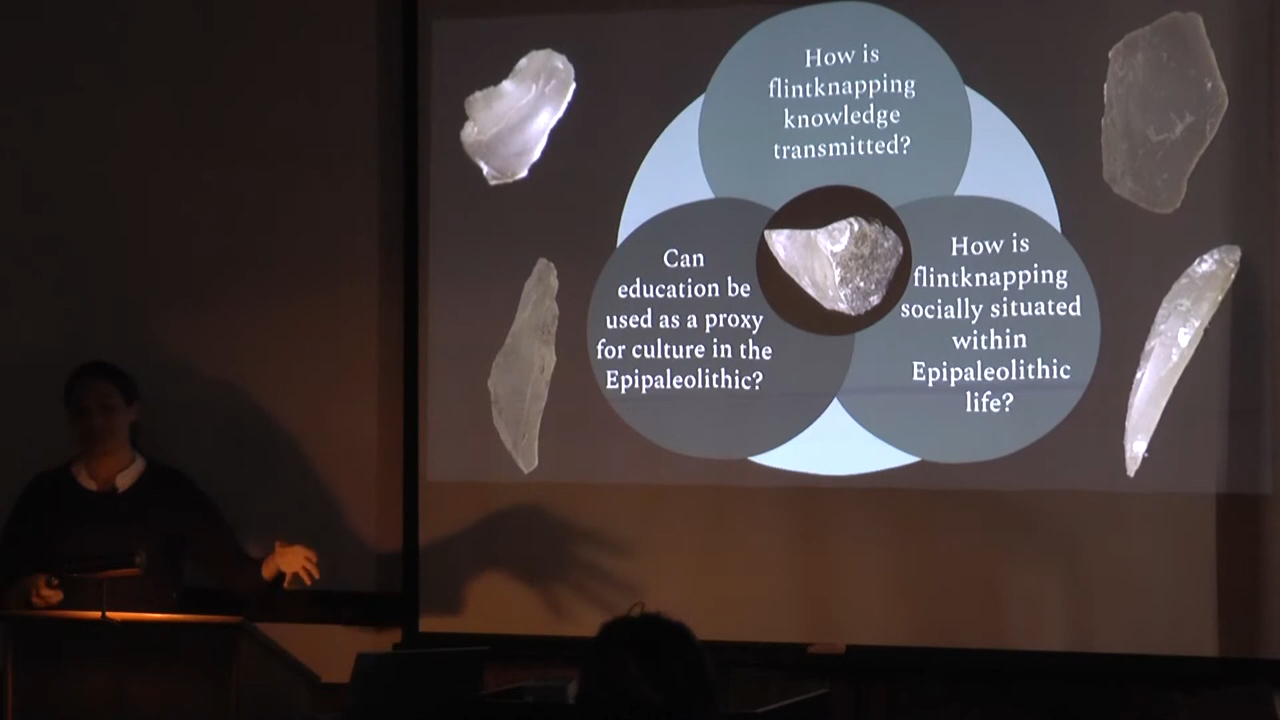 How is
flintknapping
knowledge
transmitted?
Can
education be
used as a proxy
for culture in the
Epipaleolithic?
How is
flintknapping
socially situated
within
Epipaleolithic
life?